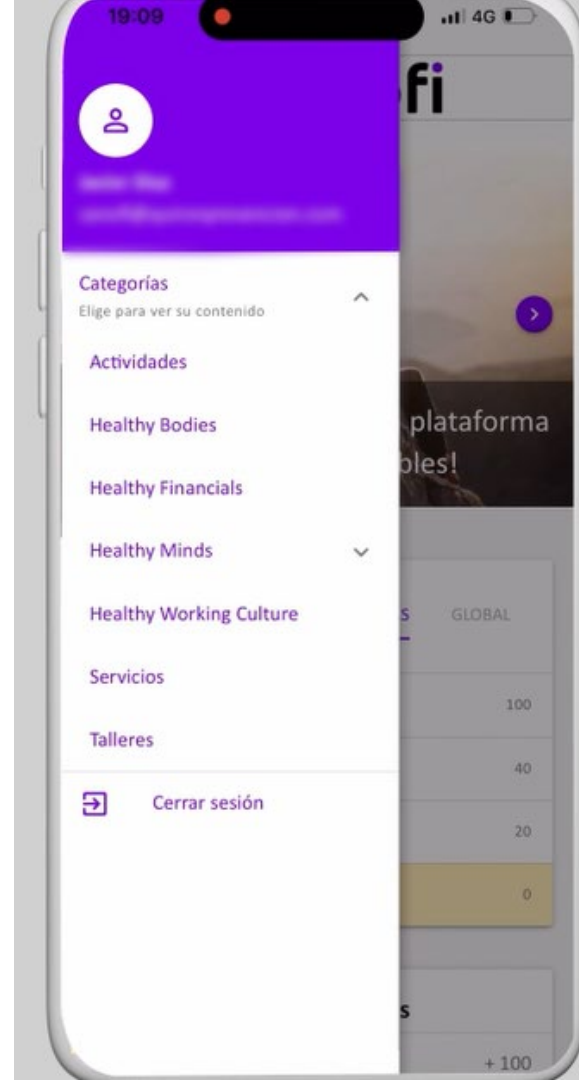 19:09
4G
fi
Categorías
Elige para ver su contenido
Actividades
Healthy Bodies
Healthy Financials
Healthy Minds
Healthy Working Culture
Servicios
Talleres
Cerrar sesión
plataforma
bles!
S
GLOBAL
100
40
20
0
s
+ 100